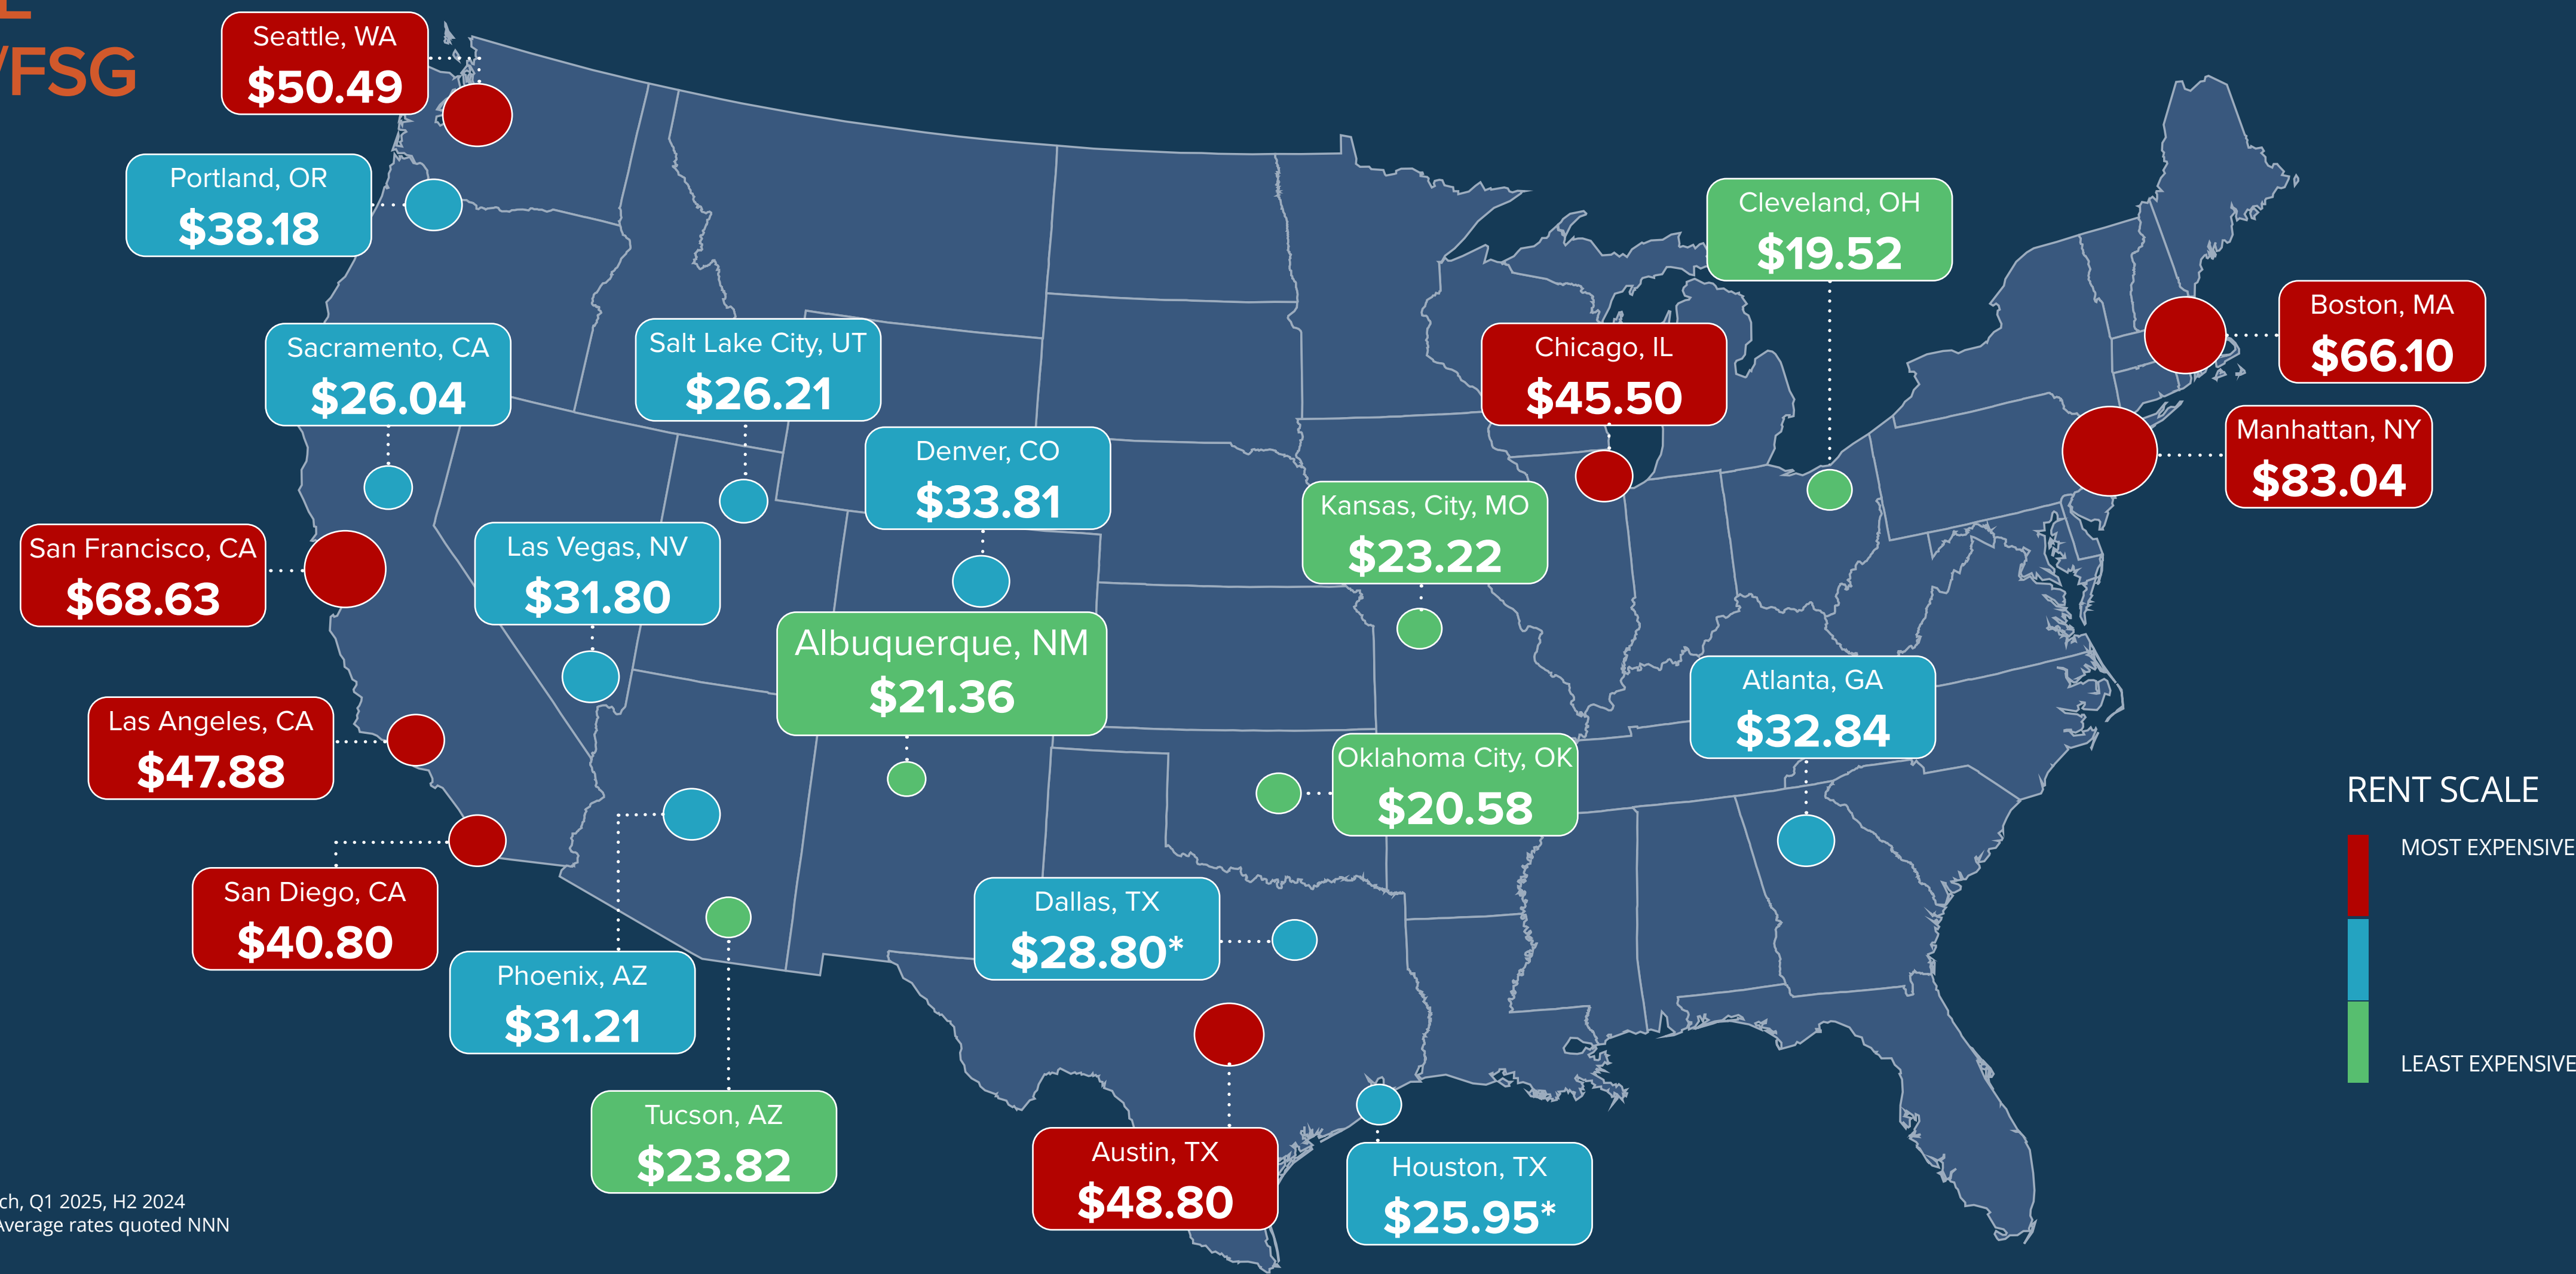 /FSG
Seattle, WA
$50.49
Portland, OR
$38.18
Cleveland, OH
$19.52
Boston, MA
$66.10
Sacramento, CA
$26.04
Salt Lake City, UT
$26.21
Chicago, IL
$45.50
Manhattan, NY
$83.04
Denver, CO
$33.81
Kansas, City, MO
$23.22
San Francisco, CA
$68.63
Las Vegas, NV
$31.80
Albuquerque, NM
$21.36
Atlanta, GA
$32.84
Las Angeles, CA
$47.88
Oklahoma City, OK
$20.58
San Diego, CA
$40.80
Dallas, TX
$28.80*
Phoenix, AZ
$31.21
Tucson, AZ
$23.82
Austin, TX
$48.80
Houston, TX
$25.95*
RENT SCALE
MOST EXPENSIVE
LEAST EXPENSIVE
ch, Q1 2025, H2 2024
Average rates quoted NNN